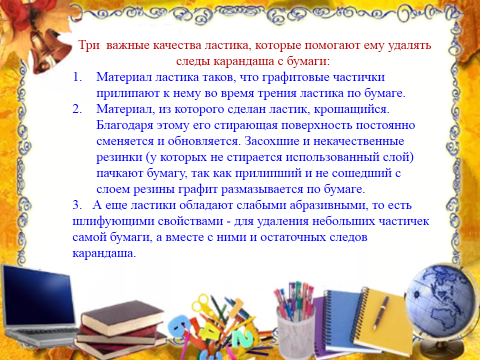 Три важные качества ластика, которые помогают ему удалять
следы карандаша с бумаги:
1. Материал ластика таков, что графитовые частички
прилипают к нему во время трения ластика по бумаге.
2. Материал, из которого сделан ластик, крошащийся.
Благодаря этому его стирающая поверхность постоянно
сменяется и обновляется. Засохшие и некачественные
резинки (у которых не стирается использованный слой)
пачкают бумагу, так как прилипший и не сошедший с
слоем резины графит размазывается по бумаге.
3. А еще ластики обладают слабыми абразивными, то есть
шлифующими свойствами - для удаления небольших частичек
самой бумаги, а вместе с ними и остаточных следов
карандаша.